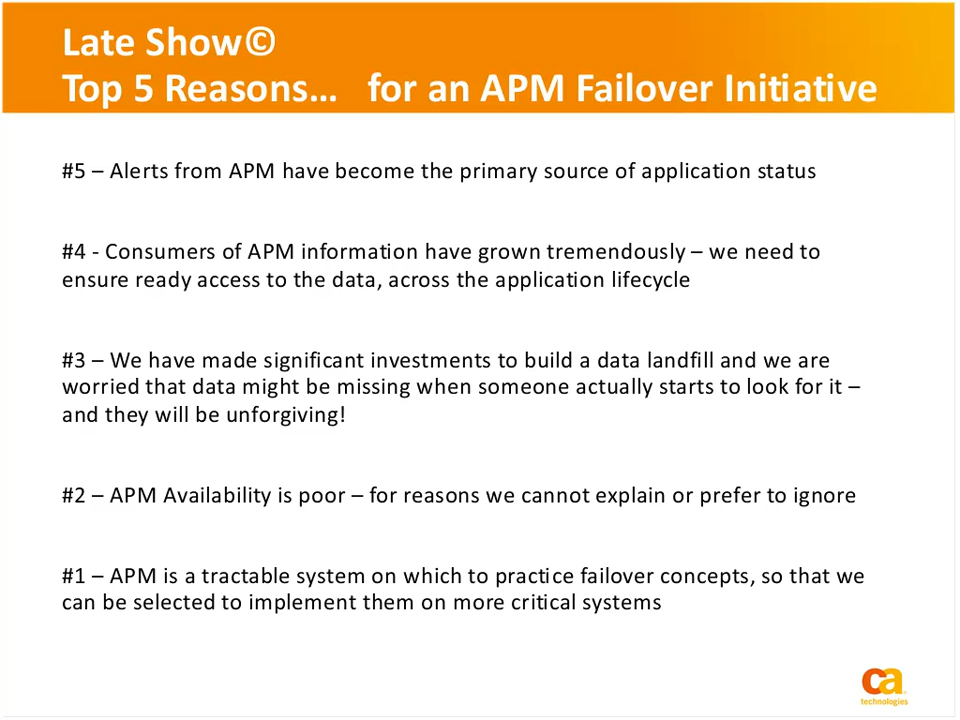 Late Show©
Top 5 Reasons… for an APM Failover Initiative
#5 – Alerts from APM have become the primary source of application status
#4 - Consumers of APM information have grown tremendously – we need to
ensure ready access to the data, across the application lifecycle
#3 – We have made significant investments to build a data landfill and we are
worried that data might be missing when someone actually starts to look for it –
and they will be unforgiving!
#2 – APM Availability is poor – for reasons we cannot explain or prefer to ignore
#1 – APM is a tractable system on which to practice failover concepts, so that we
can be selected to implement them on more critical systems
ca
technologies